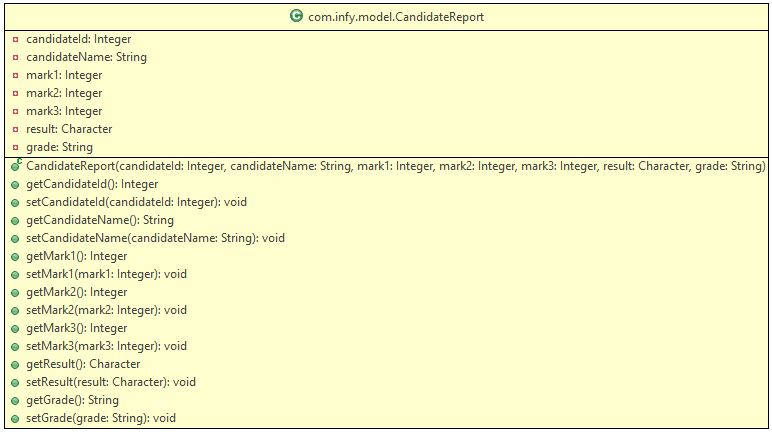 com.infy.model.CandidateReport
candidateId: Integer
candidateName: String
mark1: Integer
mark2: Integer
mark3: Integer
result: Character
grade: String
CandidateReport(candidateId: Integer, candidateName: String, mark1: Integer, mark2: Integer, mark3: Integer, result: Character, grade: String)
getCandidateId(): Integer
setCandidateId(candidateId: Integer): void
getCandidateName(): String
setCandidateName(candidateName: String): void
getMark1(): Integer
setMark1(mark1: Integer): void
getMark2(): Integer
setMark2(mark2: Integer): void
getMark3(): Integer
setMark3(mark3: Integer): void
getResult(): Character
setResult(result: Character): void
getGrade(): String
setGrade(grade: String): void